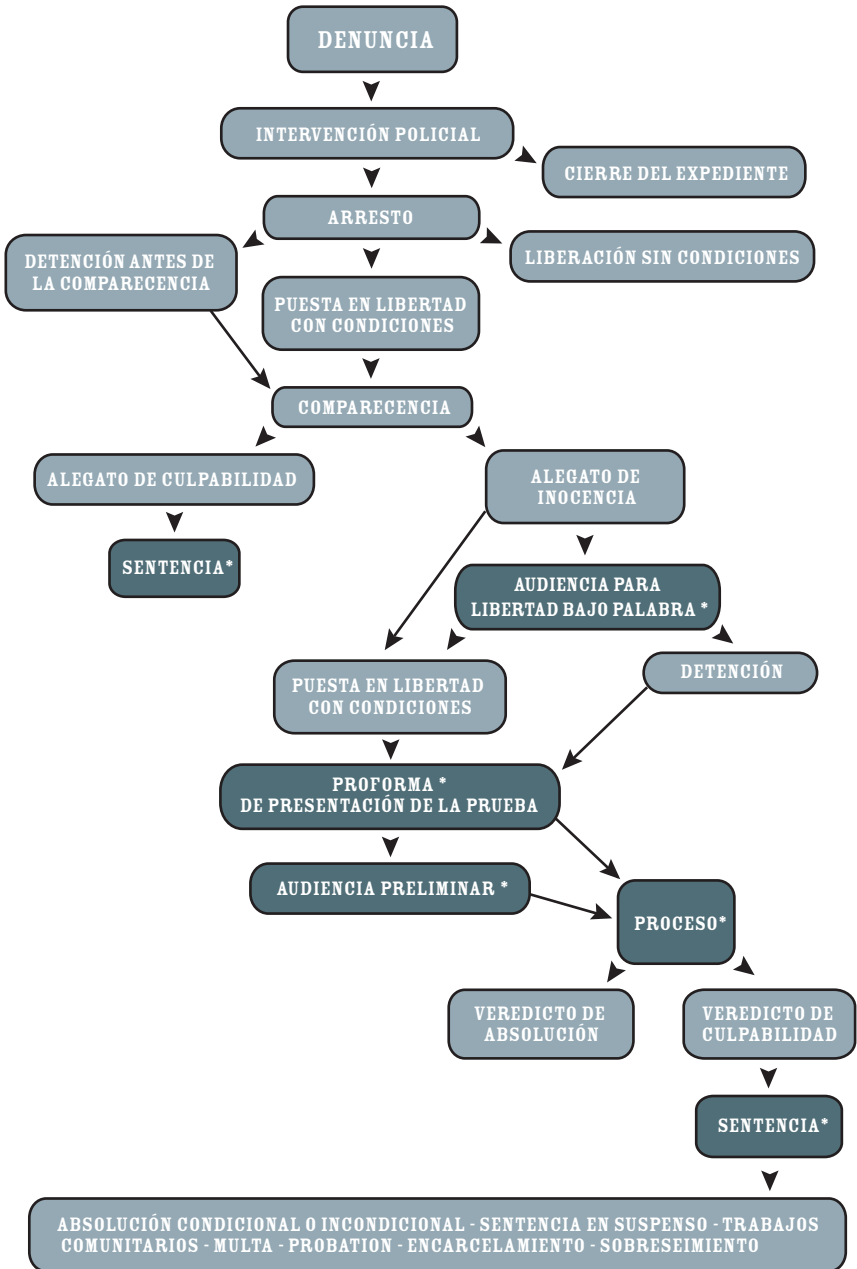 DENUNCIA
INTERVENCIÓN POLICIAL
CIERRE DEL EXPEDIENTE
ARRESTO
DETENCIÓN ANTES DE
LA COMPARECENCIA
LIBERACIÓN SIN CONDICIONES
PUESTA EN LIBERTAD
CON CONDICIONES
COMPARECENCIA
ALEGATO DE CULPABILIDAD
ALEGATO DE
INOCENCIA
SENTENCIA*
AUDIENCIA PARA
LIBERTAD BAJO PALABRA *
PUESTA EN LIBERTAD
CON CONDICIONES
DETENCIÓN
PROFORMA *
DE PRESENTACIÓN DE LA PRUEBA
AUDIENCIA PRELIMINAR *
PROCESO*
VEREDICTO DE
ABSOLUCIÓN
VEREDICTO DE
CULPABILIDAD
SENTENCIA*
ABSOLUCIÓN CONDICIONAL O INCONDICIONAL - SENTENCIA EN SUSPENSO - TRABAJOS
COMUNITARIOS - MULTA - PROBATION - ENCARCELAMIENTO - SOBRESEIMIENTO